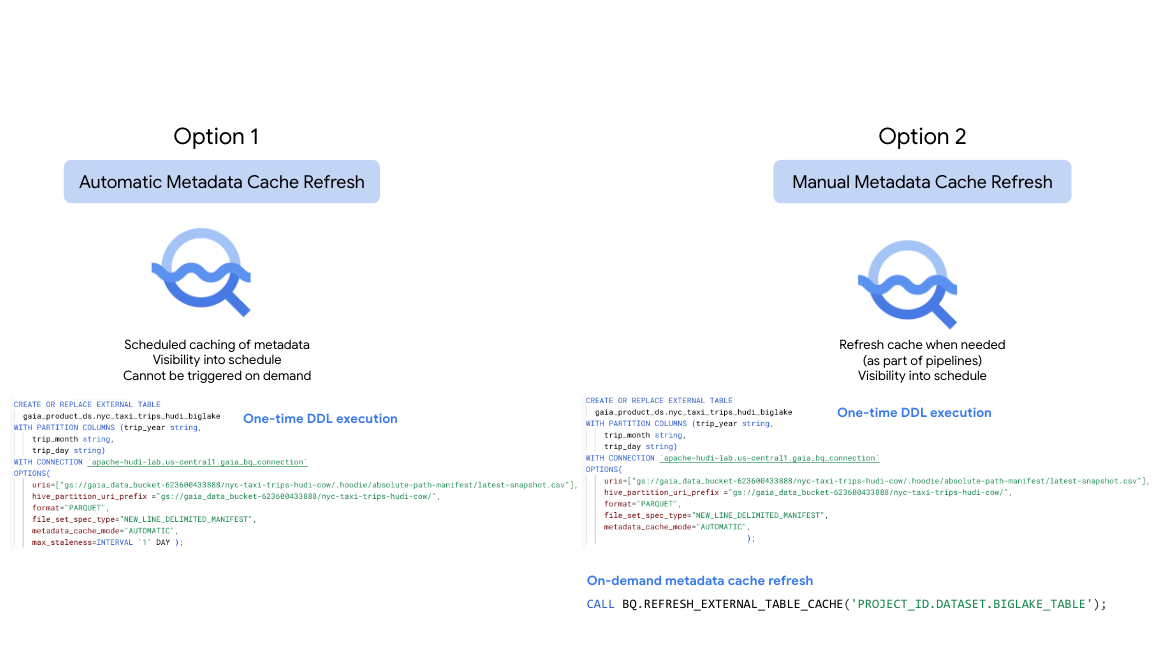 Option 1
Automatic Metadata Cache Refresh
Scheduled caching of metadata
Visibility into schedule
Cannot be triggered on demand
One-time DDL execution
CREATE OR REPLACE EXTERNAL TABLE
gaia_product_ds.nyc_taxi_trips_hudi_biglake
WITH PARTITION COLUMNS (trip_year string,
trip_month string,
trip_day string)
WITH CONNECTION `apache-hudi-lab.us-central1.gaia_bq_connection`
OPTIONS(
uris=["gs://gaia_data_bucket-623600433888/nyc-taxi-trips-hudi-cow/.hoodie/absolute-path-manifest/latest-snapshot.csv"],
hive_partition_uri_prefix ="gs://gaia_data_bucket-623600433888/nyc-taxi-trips-hudi-cow/",
format="PARQUET",
file_set_spec_type="NEW_LINE_DELIMITED_MANIFEST",
metadata_cache_mode="AUTOMATIC",
max_staleness=INTERVAL '1' DAY );
Option 2
Manual Metadata Cache Refresh
Refresh cache when needed
(as part of pipelines)
Visibility into schedule
One-time DDL execution
CREATE OR REPLACE EXTERNAL TABLE
gaia_product_ds.nyc_taxi_trips_hudi_biglake
WITH PARTITION COLUMNS (trip_year string,
trip_month string,
trip_day string)
WITH CONNECTION `apache-hudi-lab.us-central1.gaia_bq_connection`
OPTIONS(
uris=["gs://gaia_data_bucket-623600433888/nyc-taxi-trips-hudi-cow/.hoodie/absolute-path-manifest/latest-snapshot.csv"],
hive_partition_uri_prefix ="gs://gaia_data_bucket-623600433888/nyc-taxi-trips-hudi-cow/",
format="PARQUET",
file_set_spec_type="NEW_LINE_DELIMITED_MANIFEST",
metadata_cache_mode="AUTOMATIC",
);
On-demand metadata cache refresh
CALL BQ.REFRESH_EXTERNAL_TABLE_CACHE('PROJECT_ID.DATASET.BIGLAKE_TABLE');